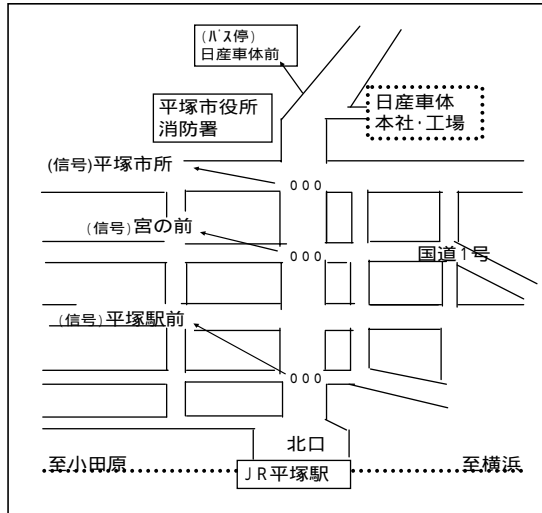 (バス停)
日産車体前
平塚市役所
消防署
日産車体
本社・工場
(信号)平塚市所
000
(信号)宮の前
000
国道1号
(信号)平塚駅前
000
北口
至小田原
JR平塚駅
至横浜